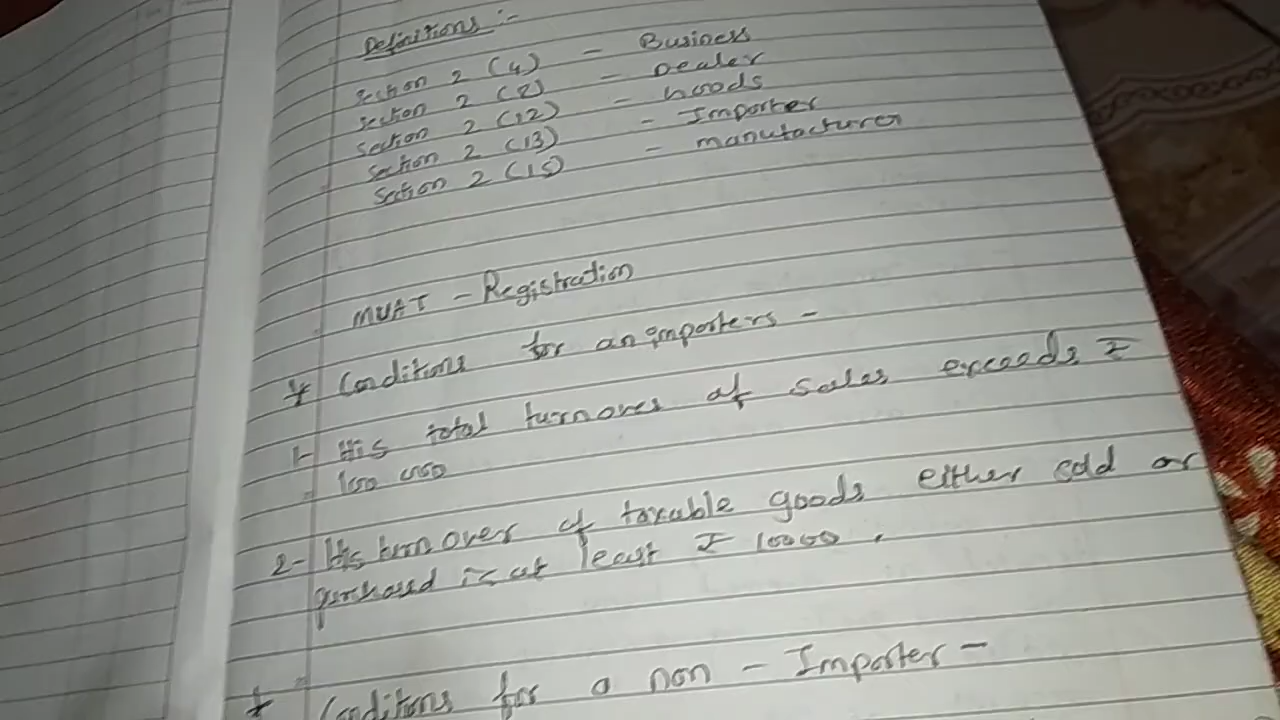 Definitions :-
Section 2 (4) - Business
Section 2 (8) - Dealer
Section 2 (12) - Goods
Section 2 (13) - Importer
Section 2 (15) - manufacturer
MVAT - Registration
* Conditions for an importers -
1- His total turnover of sales exceeds ₹
100 000
2- His turn over of taxable goods either sold or
purchased is at least ₹ 10000 .
* Conditions for a non - Importer -